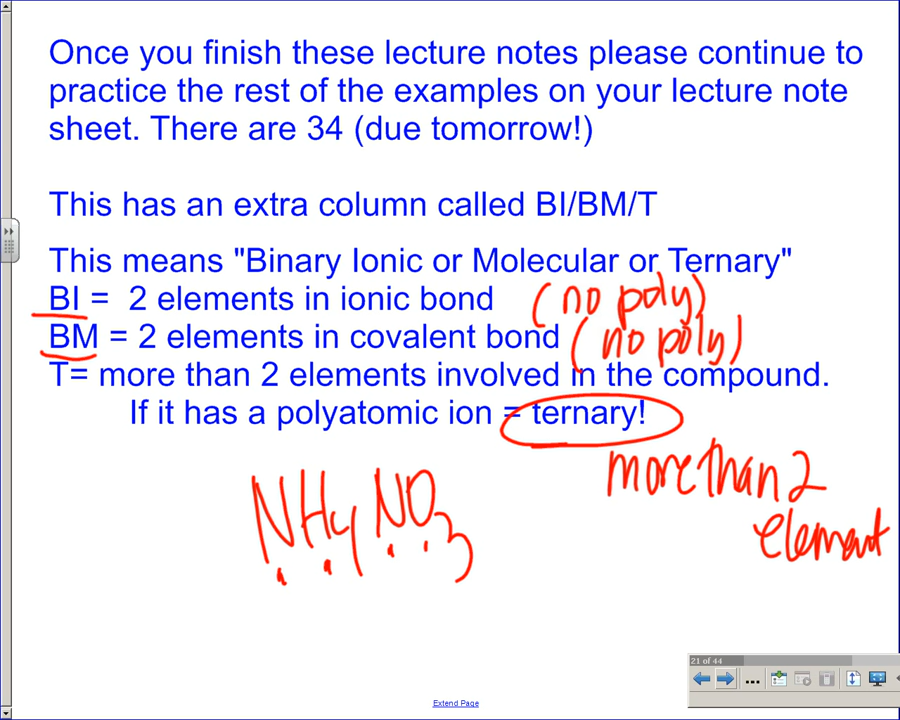 Once you finish these lecture notes please continue to
practice the rest of the examples on your lecture note
sheet. There are 34 (due tomorrow!)
This has an extra column called BI/BM/T
This means "Binary Ionic or Molecular or Ternary"
BI = 2 elements in ionic bond (no poly)
BM = 2 elements in covalent bond (no poly)
T= more than 2 elements involved in the compound.
If it has a polyatomic ion = ternary!
more than 2
element
NH4NO3
21 of 44
Extend Page